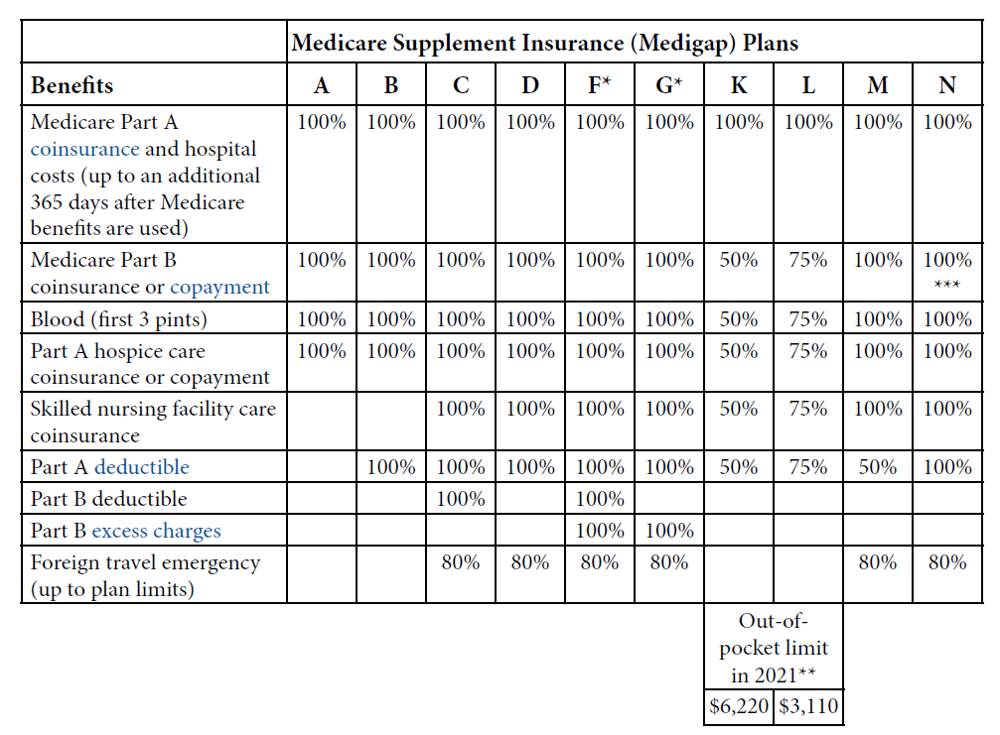 Medicare Supplement Insurance (Medigap) Plans
Benefits A B C D F* G* K L M N
Medicare Part A 100% 100% 100% 100% 100% 100% 100% 100% 100% 100%
coinsurance and hospital
costs (up to an additional
365 days after Medicare
benefits are used)
Medicare Part B 100% 100% 100% 100% 100% 100% 50% 75% 100% 100%
coinsurance or copayment ***
Blood (first 3 pints) 100% 100% 100% 100% 100% 100% 50% 75% 100% 100%
Part A hospice care 100% 100% 100% 100% 100% 100% 50% 75% 100% 100%
coinsurance or copayment
Skilled nursing facility care 100% 100% 100% 100% 50% 75% 100% 100%
coinsurance
Part A deductible 100% 100% 100% 100% 100% 50% 75% 50% 100%
Part B deductible 100% 100%
Part B excess charges 100% 100%
Foreign travel emergency 80% 80% 80% 80% 80% 80%
(up to plan limits)
Out-of-
pocket limit
in 2021**
$6,220 $3,110